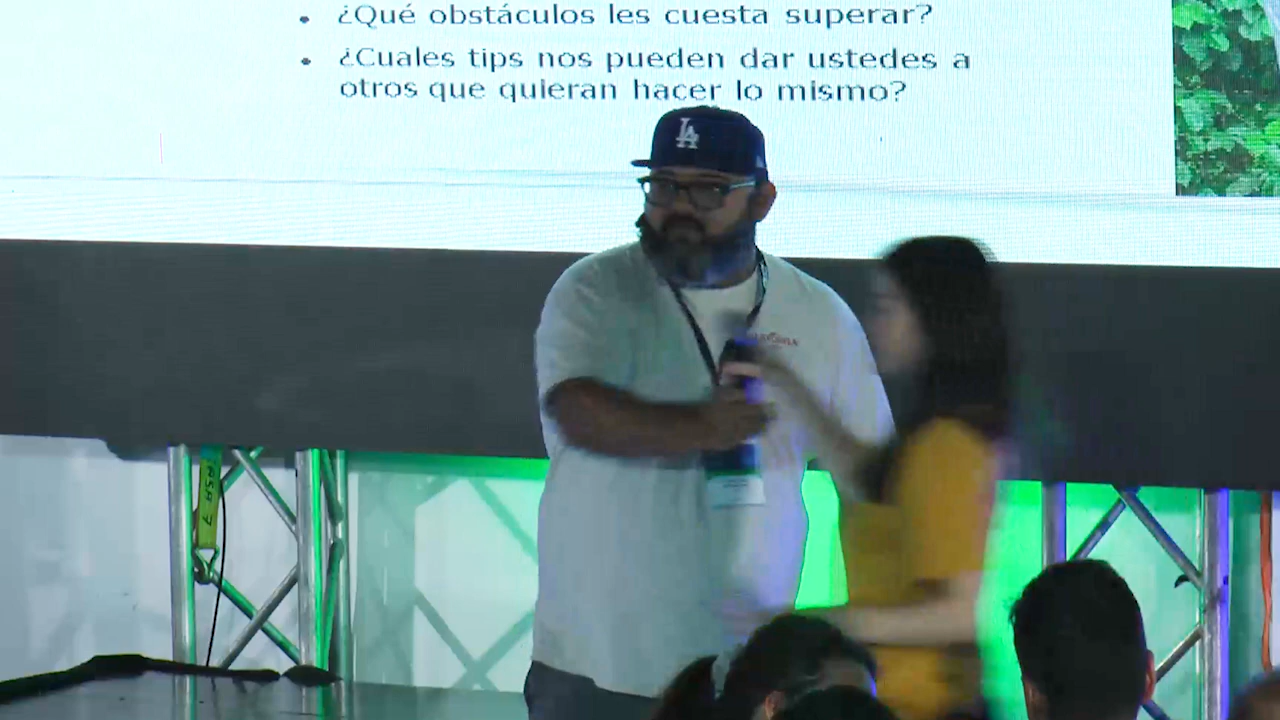 • ¿Qué obstáculos les cuesta superar?
• ¿Cuales tips nos pueden dar ustedes a
otros que quieran hacer lo mismo?
LA